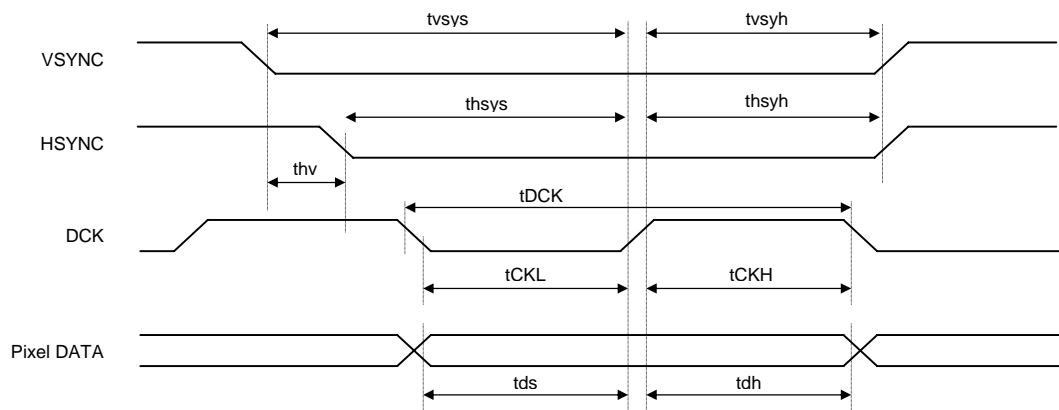 tvsys
tvsyh
VSYNC
thsys
thsyh
HSYNC
thv
tDCK
DCK
tCKL
tCKH
Pixel DATA
tds
tdh